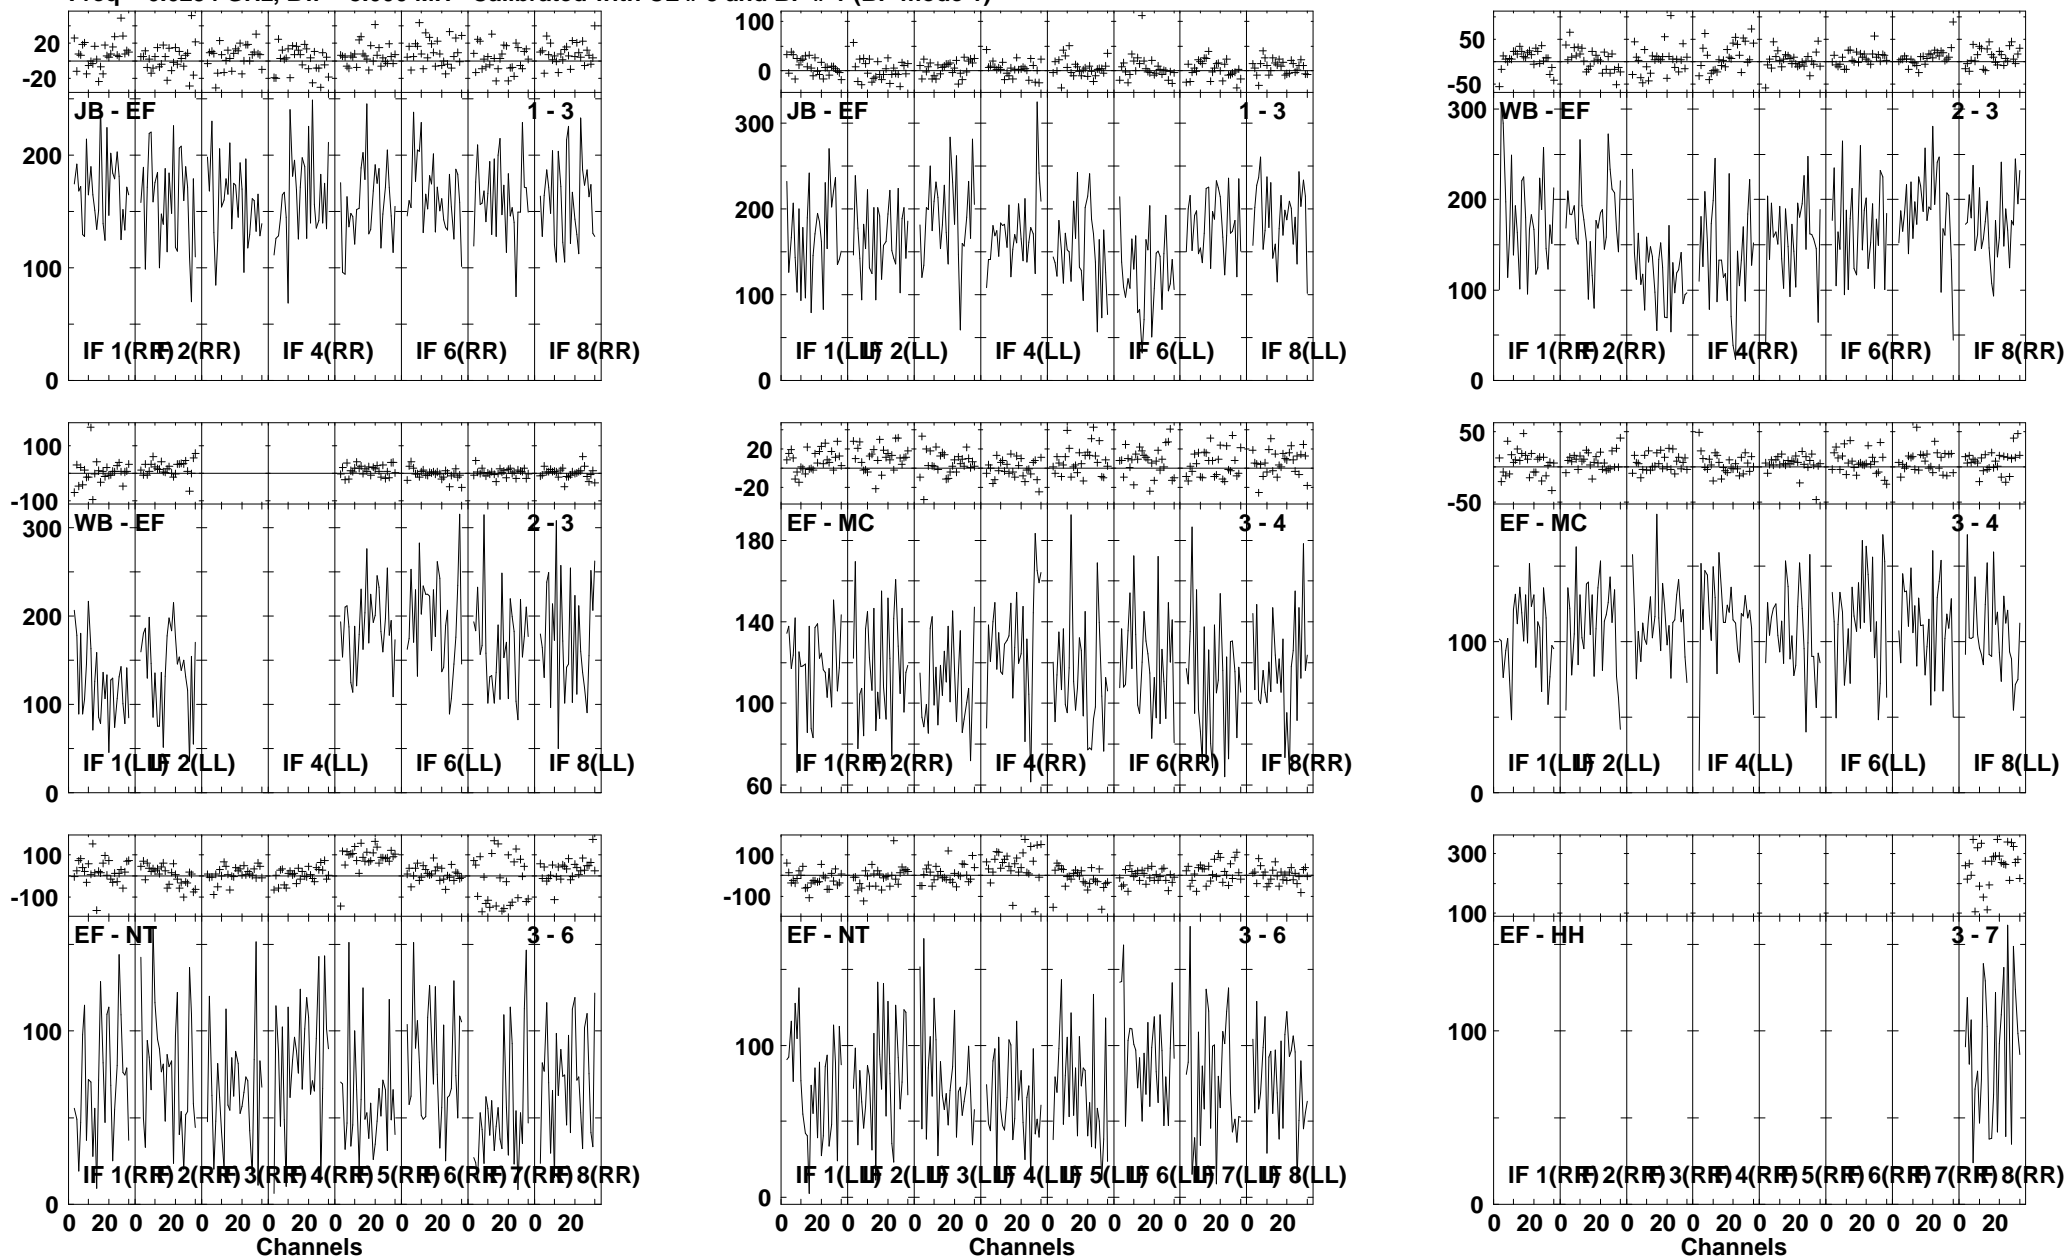 20
-20
JB - EF 1 - 3
200
100
0
IF 1(RR) IF 2(RR) IF 4(RR) IF 6(RR) IF 8(RR)
100
0
JB - EF 1 - 3
300
200
100
0
IF 1(LL) IF 2(LL) IF 4(LL) IF 6(LL) IF 8(LL)
50
-50
WB - EF 2 - 3
300
200
100
0
IF 1(RR) IF 2(RR) IF 4(RR) IF 6(RR) IF 8(RR)
100
-100
WB - EF 2 - 3
300
200
100
0
IF 1(LL) IF 2(LL) IF 4(LL) IF 6(LL) IF 8(LL)
20
-20
EF - MC 3 - 4
180
140
100
60
IF 1(RR) IF 2(RR) IF 4(RR) IF 6(RR) IF 8(RR)
50
-50
EF - MC 3 - 4
100
0
IF 1(LL) IF 2(LL) IF 4(LL) IF 6(LL) IF 8(LL)
100
-100
EF - NT 3 - 6
100
0
IF 1(RR) IF 2(RR) IF 3(RR) IF 4(RR) IF 5(RR) IF 6(RR) IF 7(RR) IF 8(RR)
0 20 0 20 0 20 0 20 0 20 0 20 0 20 0 20
Channels
100
-100
EF - NT 3 - 6
100
0
IF 1(LL) IF 2(LL) IF 3(LL) IF 4(LL) IF 5(LL) IF 6(LL) IF 7(LL) IF 8(LL)
0 20 0 20 0 20 0 20 0 20 0 20 0 20 0 20
Channels
300
100
EF - HH 3 - 7
100
0
IF 1(RR) IF 2(RR) IF 3(RR) IF 4(RR) IF 5(RR) IF 6(RR) IF 7(RR) IF 8(RR)
0 20 0 20 0 20 0 20 0 20 0 20 0 20 0 20
Channels